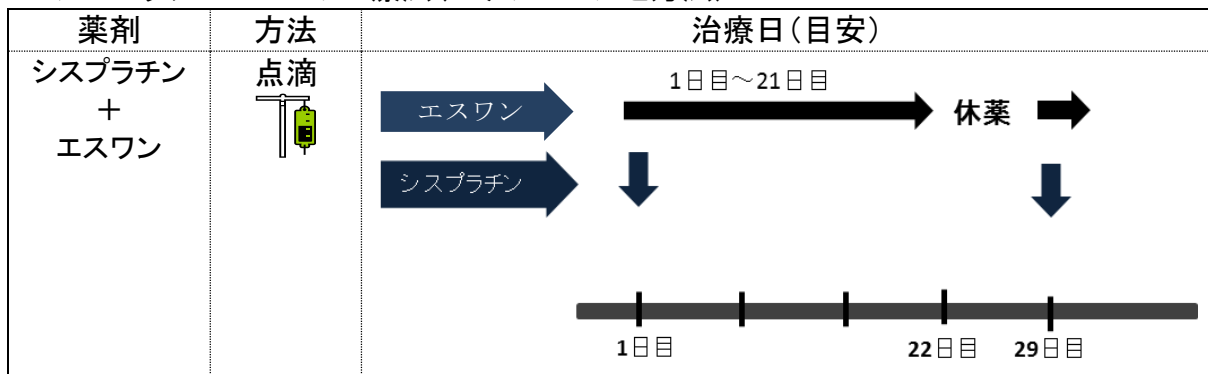 薬剤
方法
治療日（目安）
シスプラチン
＋
エスワン
点滴
エスワン
1日目～21日目
休薬
シスプラチン
1日目
22日目
29日目